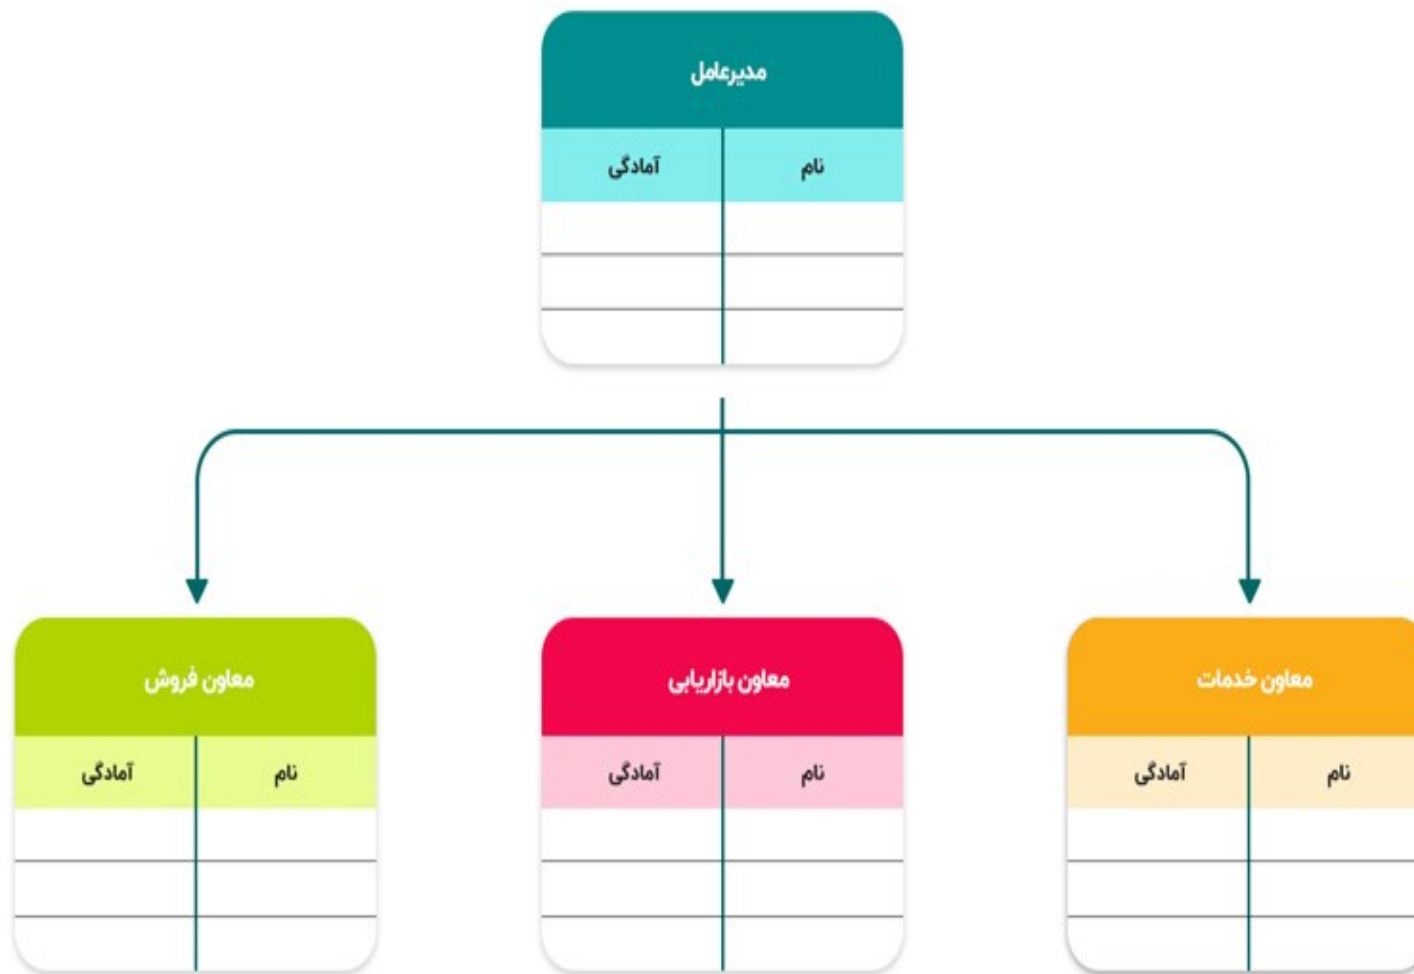 مدیرعامل
نام آمادگی
معاون خدمات
نام آمادگی
معاون بازاریابی
نام آمادگی
معاون فروش
نام آمادگی